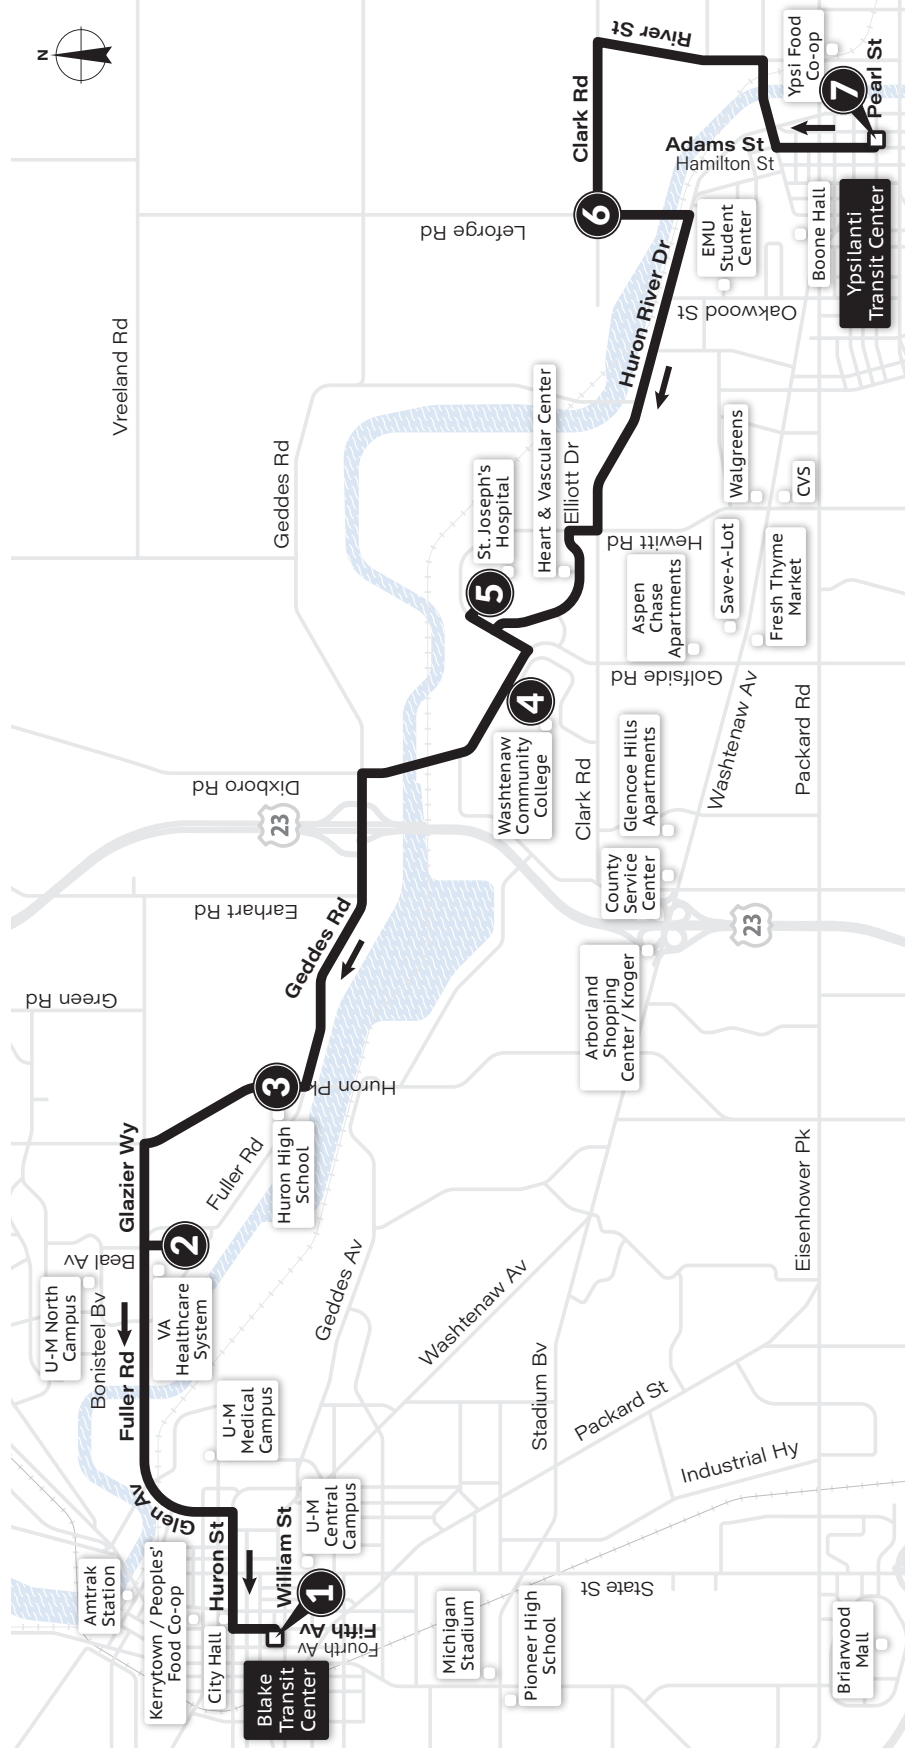 N
Amtrak
Station
Kerrytown / Peoples'
Food Co-op
City Hall
Blake
Transit
Center
1
Fourth Av
Fifth Av
William St
Huron St
Glen Av
U-M
Central
Campus
U-M
Medical
Campus
Fuller Rd
Bonisteel Bv
U-M North
Campus
Beal Av
VA
Healthcare
System
2
Glazier Wy
Fuller Rd
Huron High
School
3
Huron Pk
Green Rd
Geddes Rd
Earhart Rd
23
Dixboro Rd
Geddes Rd
Vreeland Rd
Leforge Rd
Michigan
Stadium
Pioneer High
School
State St
Briarwood
Mall
Stadium Bv
Packard St
Industrial Hy
Washtenaw Av
Geddes Av
Eisenhower Pk
Arborland
Shopping
Center / Kroger
23
County
Service
Center
Glencoe Hills
Apartments
Clark Rd
Washtenaw
Community
College
4
Washtenaw Av
Packard Rd
Golfside Rd
Aspen
Chase
Apartments
Save-A-Lot
Fresh Thyme
Market
5
St. Joseph's
Hospital
Heart & Vascular Center
Elliott Dr
Hewitt Rd
Walgreens
CVS
Huron River Dr
Oakwood St
EMU
Student
Center
Boone Hall
6
Clark Rd
River St
Adams St
Hamilton St
Ypsilanti
Transit Center
7
Pearl St
Ypsi Food
Co-op